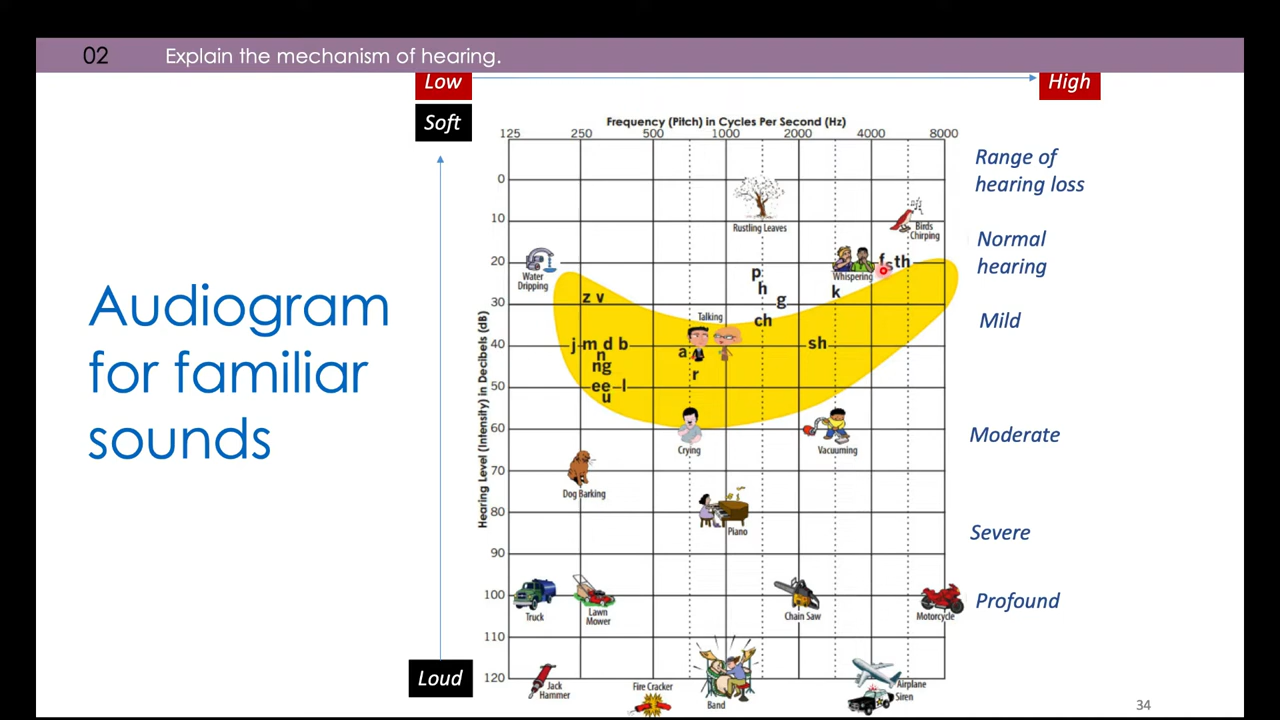 02 Explain the mechanism of hearing.
Low High
Soft
Frequency (Pitch) in Cycles Per Second (Hz)
125 250 500 1000 2000 4000 8000
Hearing Level (Intensity) in Decibels (dB)
0
10
20
30
40
50
60
70
80
90
100
110
120
Rustling Leaves
Birds
Chirping
Water
Dripping
Whispering
f s th
p
h
g
k
z v
Talking
ch
j m d b
n
ng
a
sh
r
ee l
u
Crying
Vacuuming
Dog Barking
Piano
Truck
Lawn
Mower
Chain Saw
Motorcycle
Jack
Hammer
Fire Cracker
Band
Airplane
Siren
Audiogram
for familiar
sounds
Range of
hearing loss
Normal
hearing
Mild
Moderate
Severe
Profound
Loud
34